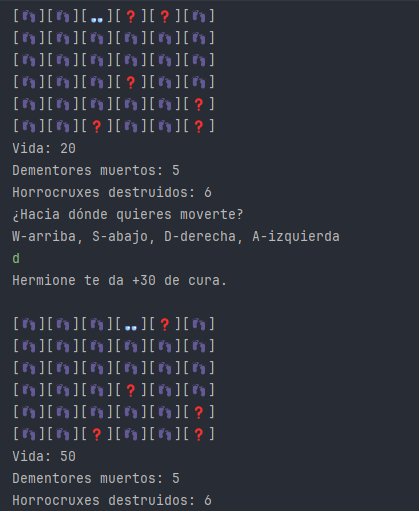 [👣][👣][👓][❓][❓][👣]
[👣][👣][👣][👣][👣][👣]
[👣][👣][👣][👣][👣][👣]
[👣][👣][👣][❓][👣][👣]
[👣][👣][👣][👣][👣][❓]
[👣][👣][❓][👣][👣][❓]
Vida: 20
Dementores muertos: 5
Horrocruxes destruidos: 6
¿Hacia dónde quieres moverte?
W-arriba, S-abajo, D-derecha, A-izquierda
d
Hermione te da +30 de cura.
[👣][👣][👣][👓][❓][👣]
[👣][👣][👣][👣][👣][👣]
[👣][👣][👣][👣][👣][👣]
[👣][👣][👣][❓][👣][👣]
[👣][👣][👣][👣][👣][❓]
[👣][👣][❓][👣][👣][❓]
Vida: 50
Dementores muertos: 5
Horrocruxes destruidos: 6